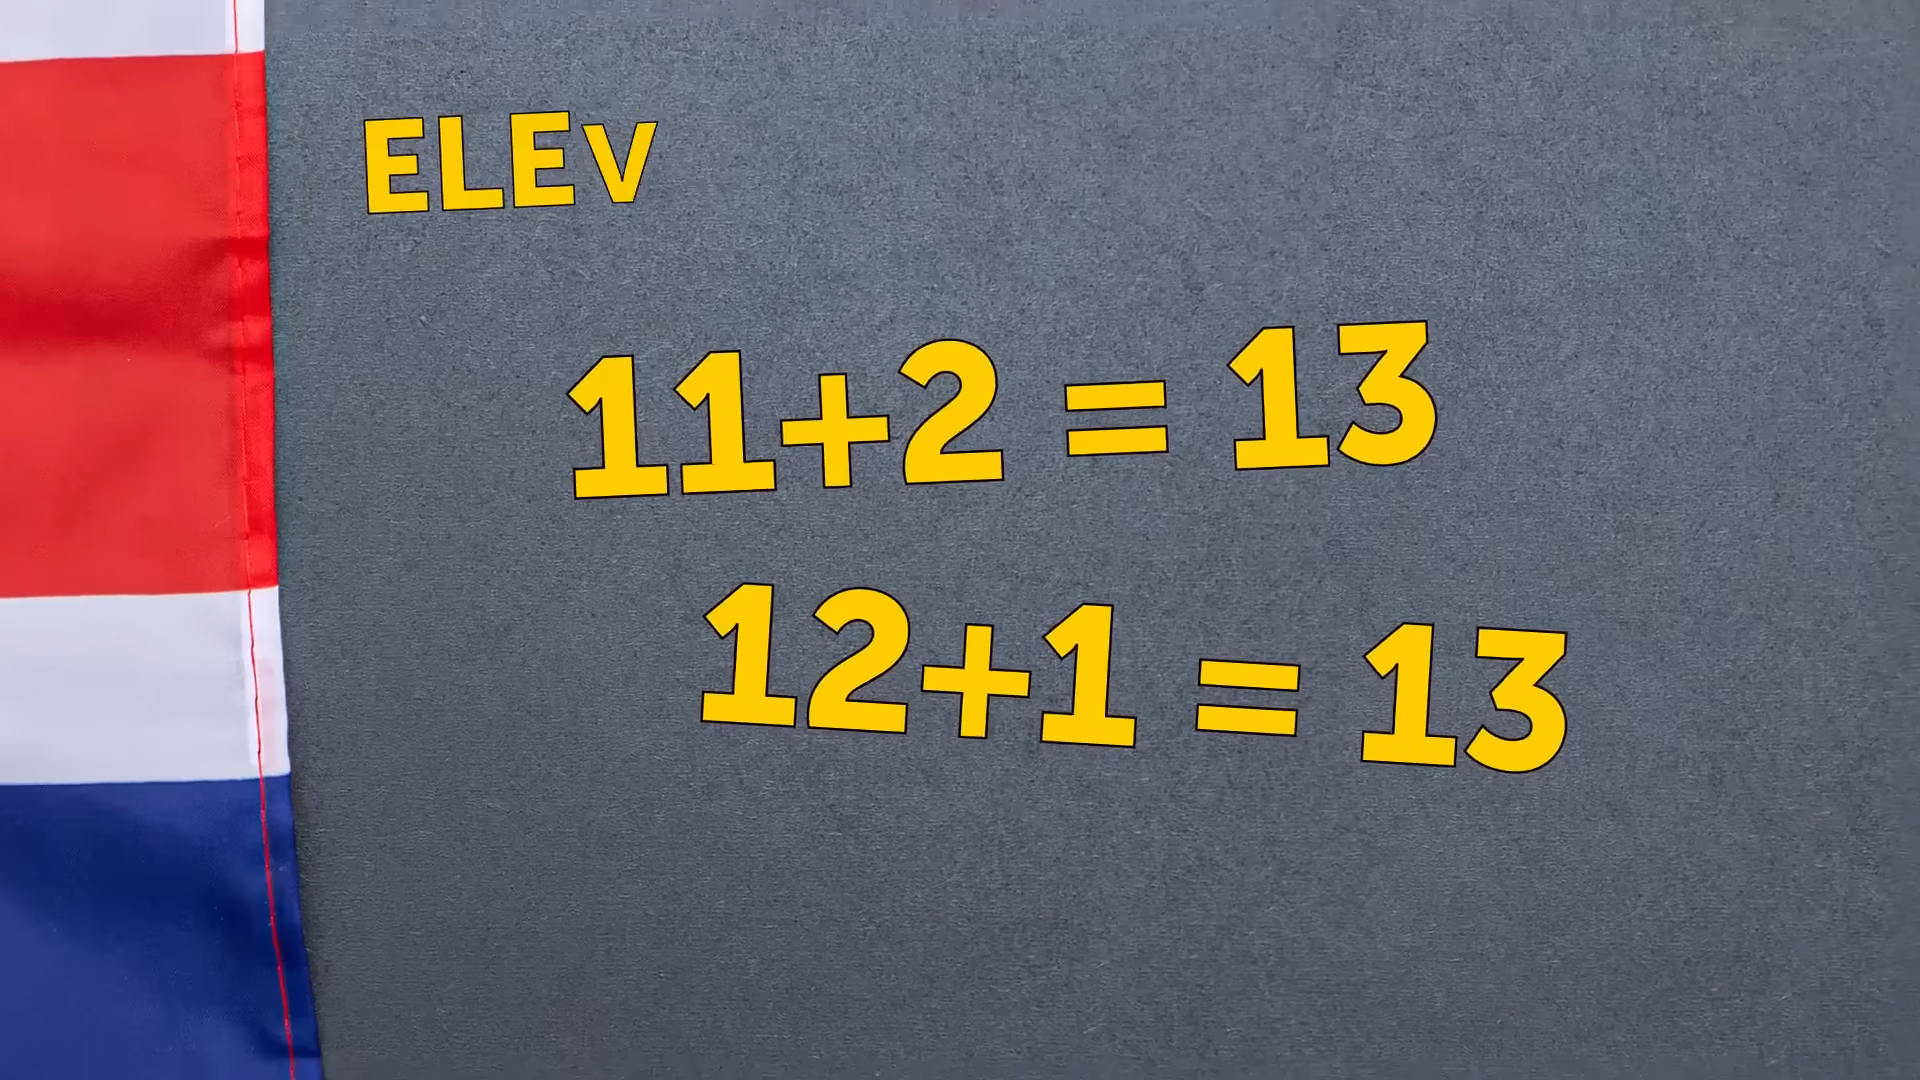 ELEV
11+2 = 13
12+1 = 13